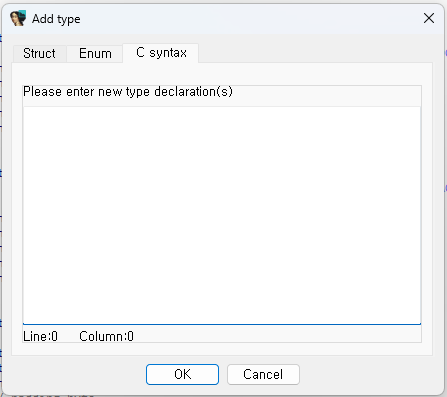 Add type
Struct Enum C syntax
Please enter new type declaration(s)
Line:0 Column:0
OK Cancel